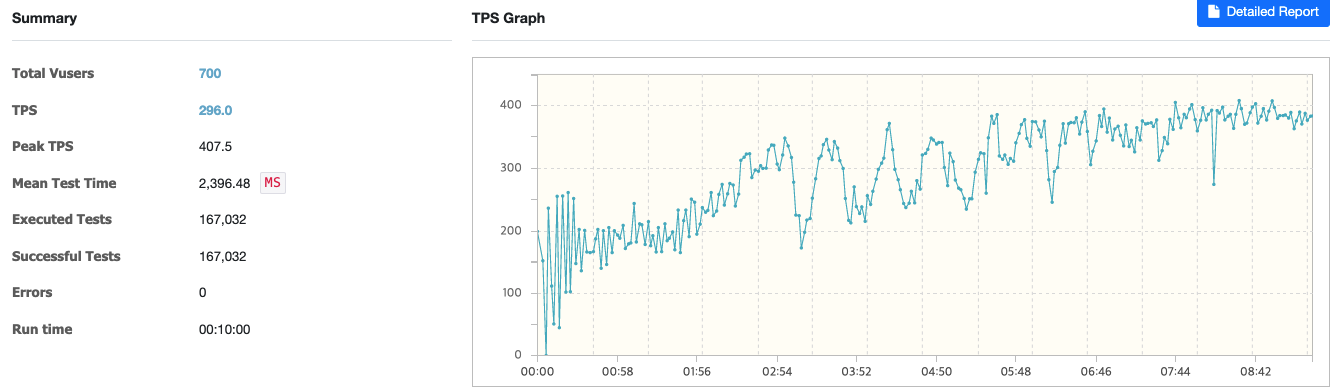 Summary
Total Vusers 700
TPS 296.0
Peak TPS 407.5
Mean Test Time 2,396.48 MS
Executed Tests 167,032
Successful Tests 167,032
Errors 0
Run time 00:10:00
TPS Graph
Detailed Report
400
300
200
100
0
00:00 00:58 01:56 02:54 03:52 04:50 05:48 06:46 07:44 08:42